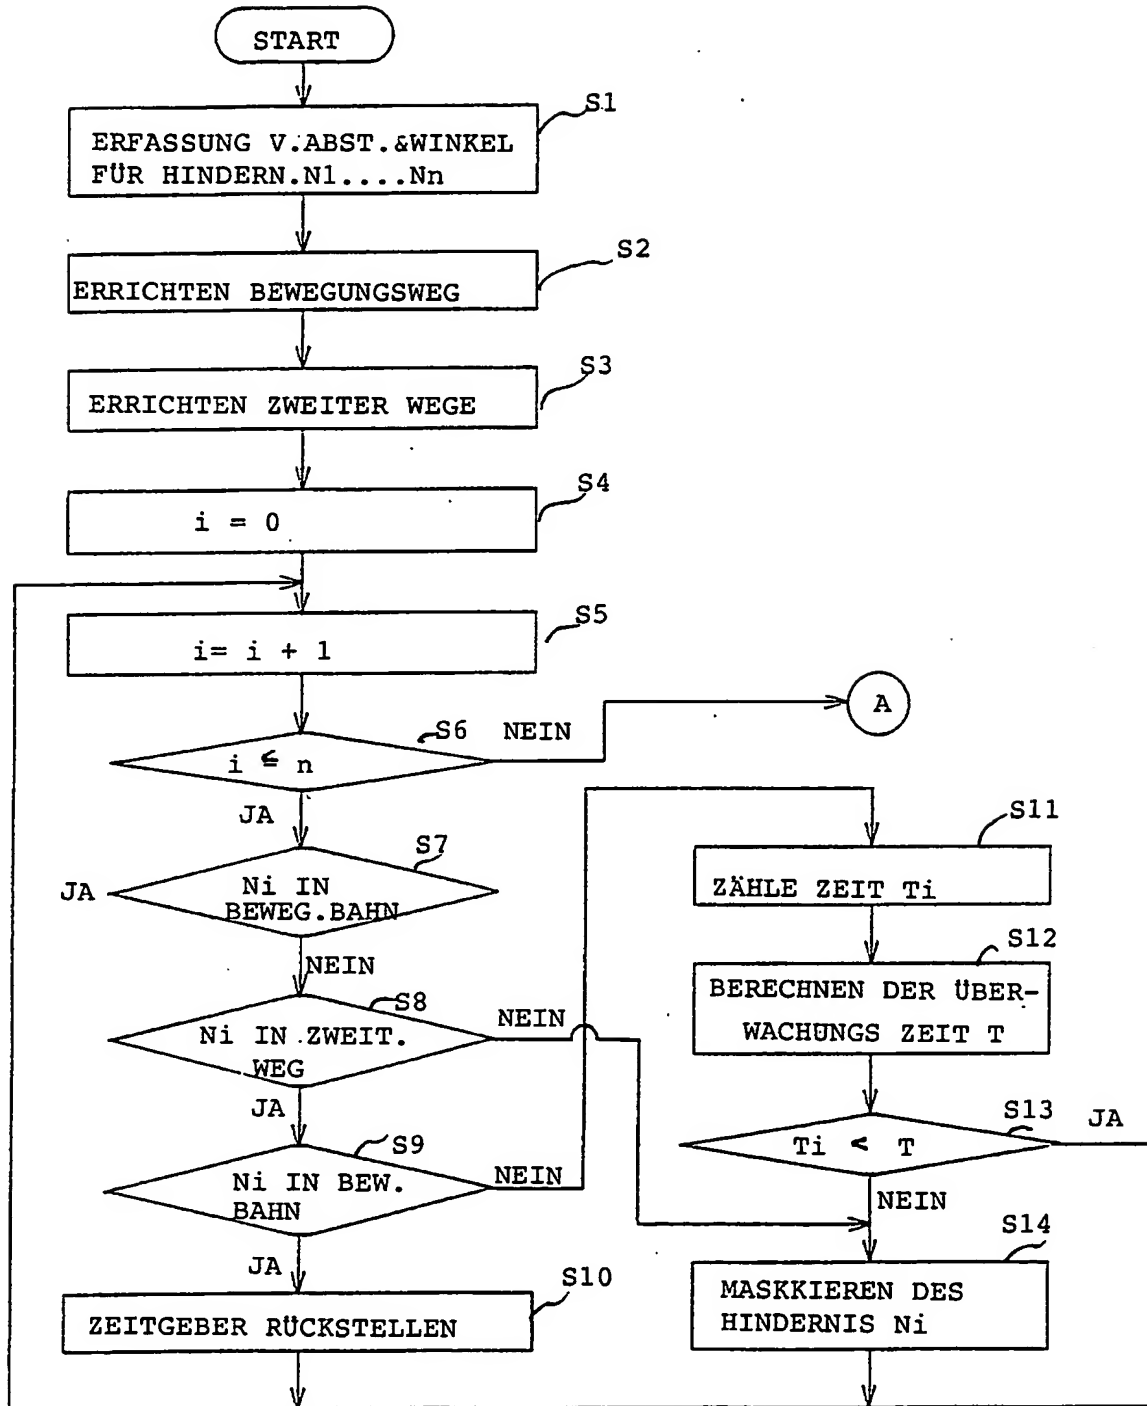 START
S1
ERFASSUNG V.ABST.&WINKEL
FÜR HINDERN.N1....Nn
S2
ERRICHTEN BEWEGUNGSWEG
S3
ERRICHTEN ZWEITER WEGE
S4
i = 0
S5
i= i + 1
A
S6
NEIN
i ≦ n
JA
S7
JA
Ni IN
BEWEG.BAHN
NEIN
S8
NEIN
Ni IN ZWEIT.
WEG
JA
S9
NEIN
Ni IN BEW.
BAHN
JA
S10
ZEITGEBER RÜCKSTELLEN
S11
ZÄHLE ZEIT Ti
S12
BERECHNEN DER ÜBER-
WACHUNGS ZEIT T
S13
JA
Ti < T
NEIN
S14
MASKKIEREN DES
HINDERNIS Ni